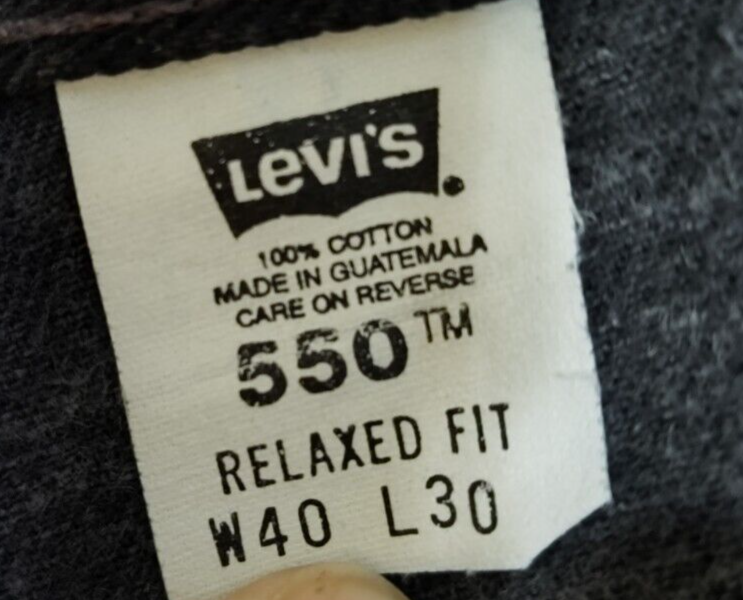 Levi's
100% COTTON
MADE IN GUATEMALA
CARE ON REVERSE
550™
RELAXED FIT
W40 L30